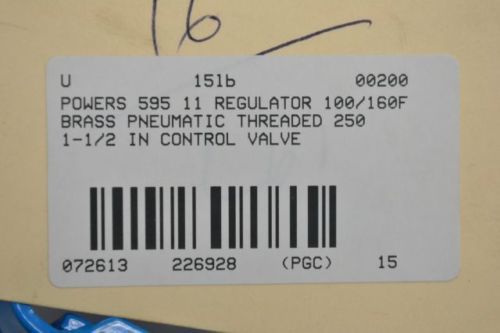 16
U 15lb 00200
POWERS 595 11 REGULATOR 100/160F
BRASS PNEUMATIC THREADED 250
1-1/2 IN CONTROL VALVE
072613 226928 (PGC) 15